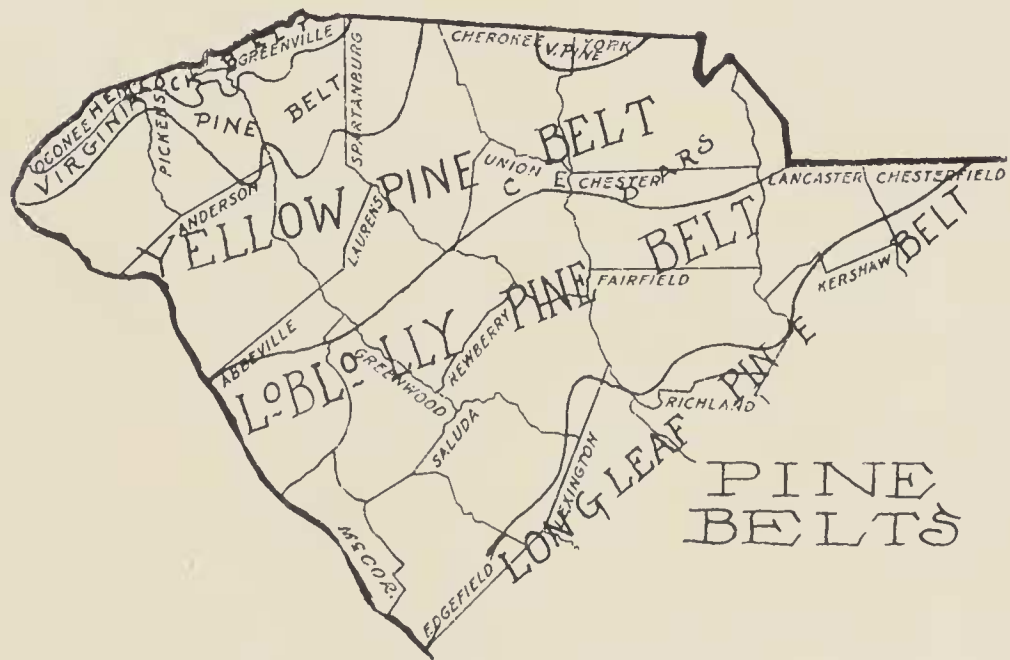 HEMLOCK BELT
OCONEE
VIRGINIA PINE BELT
PICKENS
GREENVILLE
SPARTANBURG
CHEROKEE
YORK
V. PINE
ANDERSON
LAURENS
UNION
CHESTER
LANCASTER
CHESTERFIELD
ELLOW PINE BELT
CEDARS
ABBEVILLE
GREENWOOD
NEWBERRY
FAIRFIELD
KERSHAW
LOBLOLLY PINE BELT
SALUDA
LEXINGTON
RICHLAND
LONG LEAF PINE BELT
EDGEFIELD
PINE
BELTS